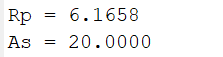 Rp = 6.1658
As = 20.0000